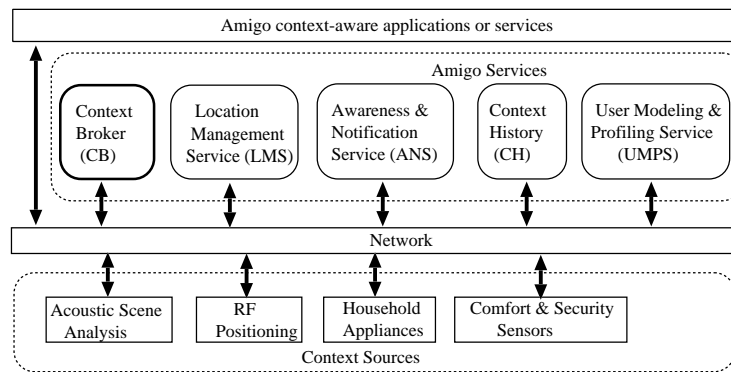 Amigo context-aware applications or services
Amigo Services
Context
Broker
(CB)
Location
Management
Service (LMS)
Awareness &
Notification
Service (ANS)
Context
History
(CH)
User Modeling &
Profiling Service
(UMPS)
Network
Acoustic Scene
Analysis
RF
Positioning
Household
Appliances
Comfort & Security
Sensors
Context Sources